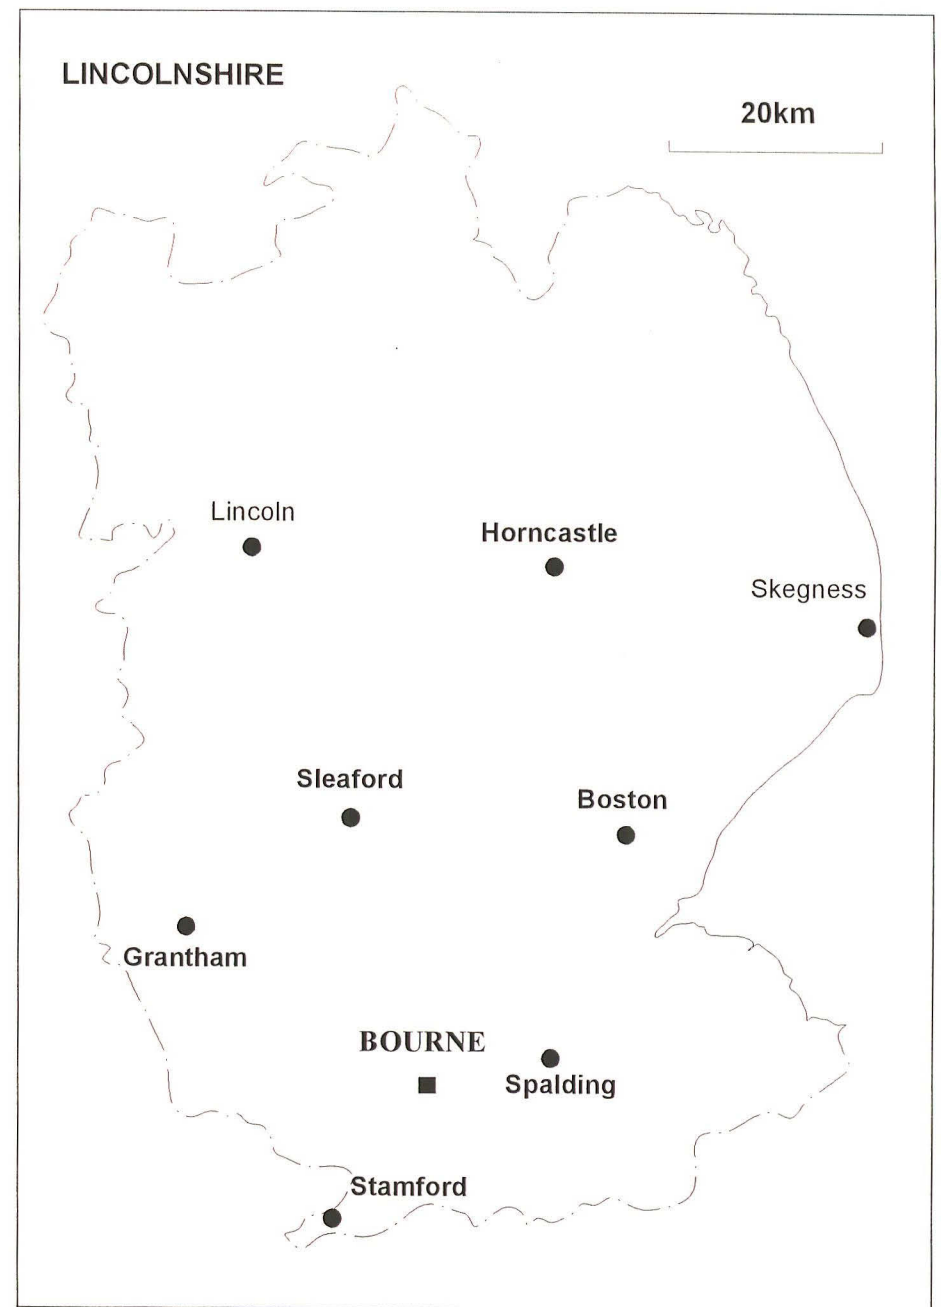 LINCOLNSHIRE
20km
Lincoln
Horncastle
Skegness
Sleaford
Boston
Grantham
BOURNE
Spalding
Stamford